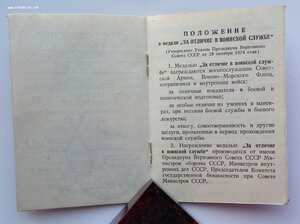 ПОЛОЖЕНИЕ
о медали „ЗА ОТЛИЧИЕ В ВОИНСКОЙ СЛУЖБЕ"
(Утверждено Указом Президиума Верховного
Совета СССР от 28 октября 1974 года)
1. Медалью „За отличие в воинской служ-
бе" награждаются военнослужащие Совет-
ской Армии, Военно-Морского Флота,
пограничных и внутренних войск:
за отличные показатели в боевой и
политической подготовке;
за особые отличия на учениях и манев-
рах, при несении боевой службы и боевого
дежурства;
за отвагу, самоотверженность и другие
заслуги, проявленные в период прохождения
воинской службы.
2. Награждение медалью „За отличие
в воинской службе" производится от имени
Президиума Верховного Совета СССР Ми-
нистром обороны СССР, Министром внутрен-
них дел СССР, Председателем Комитета
государственной безопасности при Совете
Министров СССР.